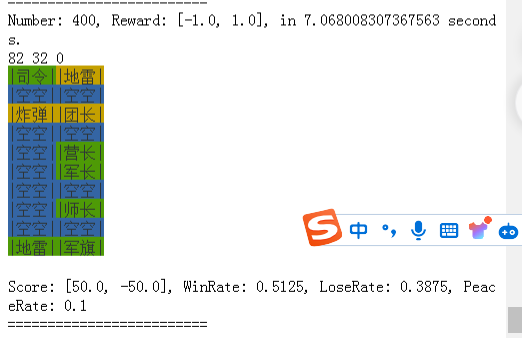 --------------------------
Number: 400, Reward: [-1.0, 1.0], in 7.068008307367563 second
s.
82 32 0
|司令||地雷|
|空空||空空|
|炸弹||团长|
|空空||空空|
|空空||营长|
|空空||军长|
|空空||空空|
|空空||师长|
|空空||空空|
|地雷||军旗|
S 中 °,
Score: [50.0, -50.0], WinRate: 0.5125, LoseRate: 0.3875, Peac
eRate: 0.1
=========================